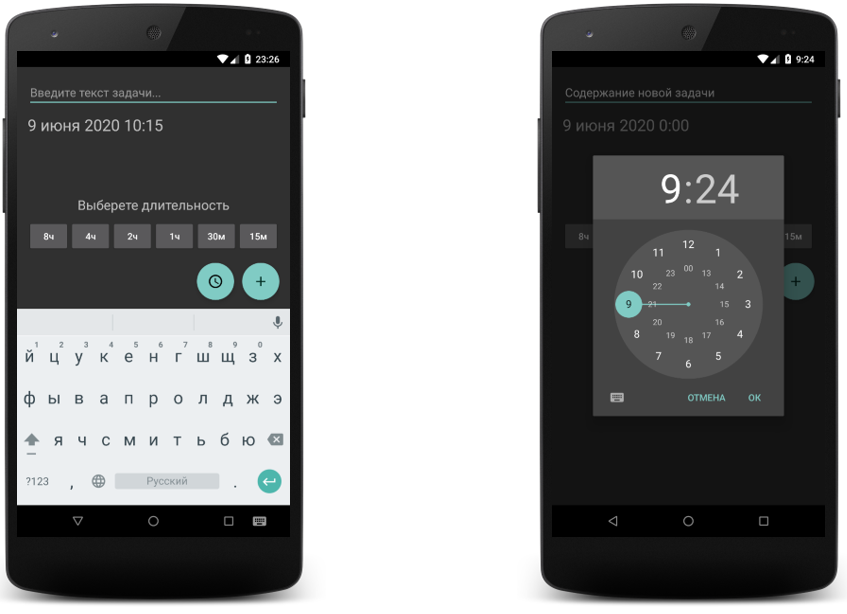 23:26
Введите текст задачи...
9 июня 2020 10:15
Выберете длительность
8ч 4ч 2ч 1ч 30м 15м
+
1 2 3 4 5 6 7 8 9 0
й ц у к е н г ш щ з х
ф ы в а п р о л д ж э
я ч с м и т ь б ю
?123 , Русский .
9:24
Содержание новой задачи
9 июня 2020 0:00
9:24
8ч 15м
+
12
11 1
00
10 23 13 2
22 14
9 21 15 3
20 16
8 19 17 4
18
7 5
6
ОТМЕНА ОК